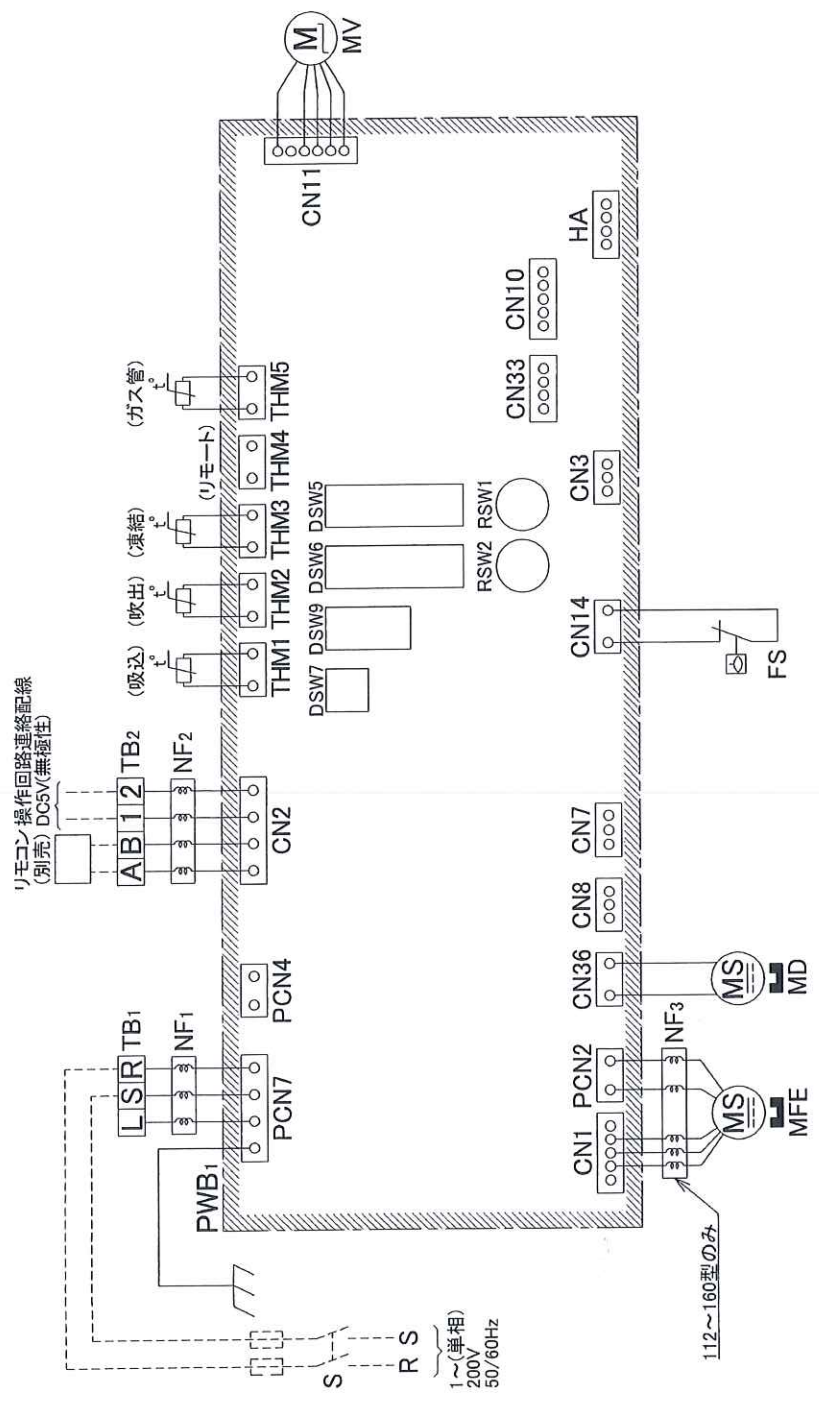 リモコン操作回路連絡配線
(別売) DC5V(無極性)
TB1
L S R
NF1
PCN7
PCN4
TB2
A B 1 2
NF2
CN2
(吸込)
t°
THM1
(吹出)
t°
THM2
(凍結)
t°
THM3
(リモート)
THM4
(ガス管)
t°
THM5
M
MV
CN11
PWB1
DSW7
DSW9
DSW6
DSW5
RSW2
RSW1
CN33
CN10
HA
CN3
CN14
FS
CN7
CN8
CN36
MS
MD
PCN2
CN1
NF3
MS
MFE
112~160型のみ
S
R S
1~(単相)
200V
50/60Hz